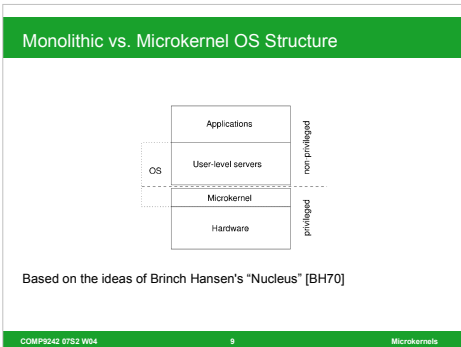 Monolithic vs. Microkernel OS Structure
Applications
User-level servers
Microkernel
Hardware
OS
non-privileged
privileged
Based on the ideas of Brinch Hansen's “Nucleus” [BH70]
COMP9242 07S2 W04 9 Microkernels